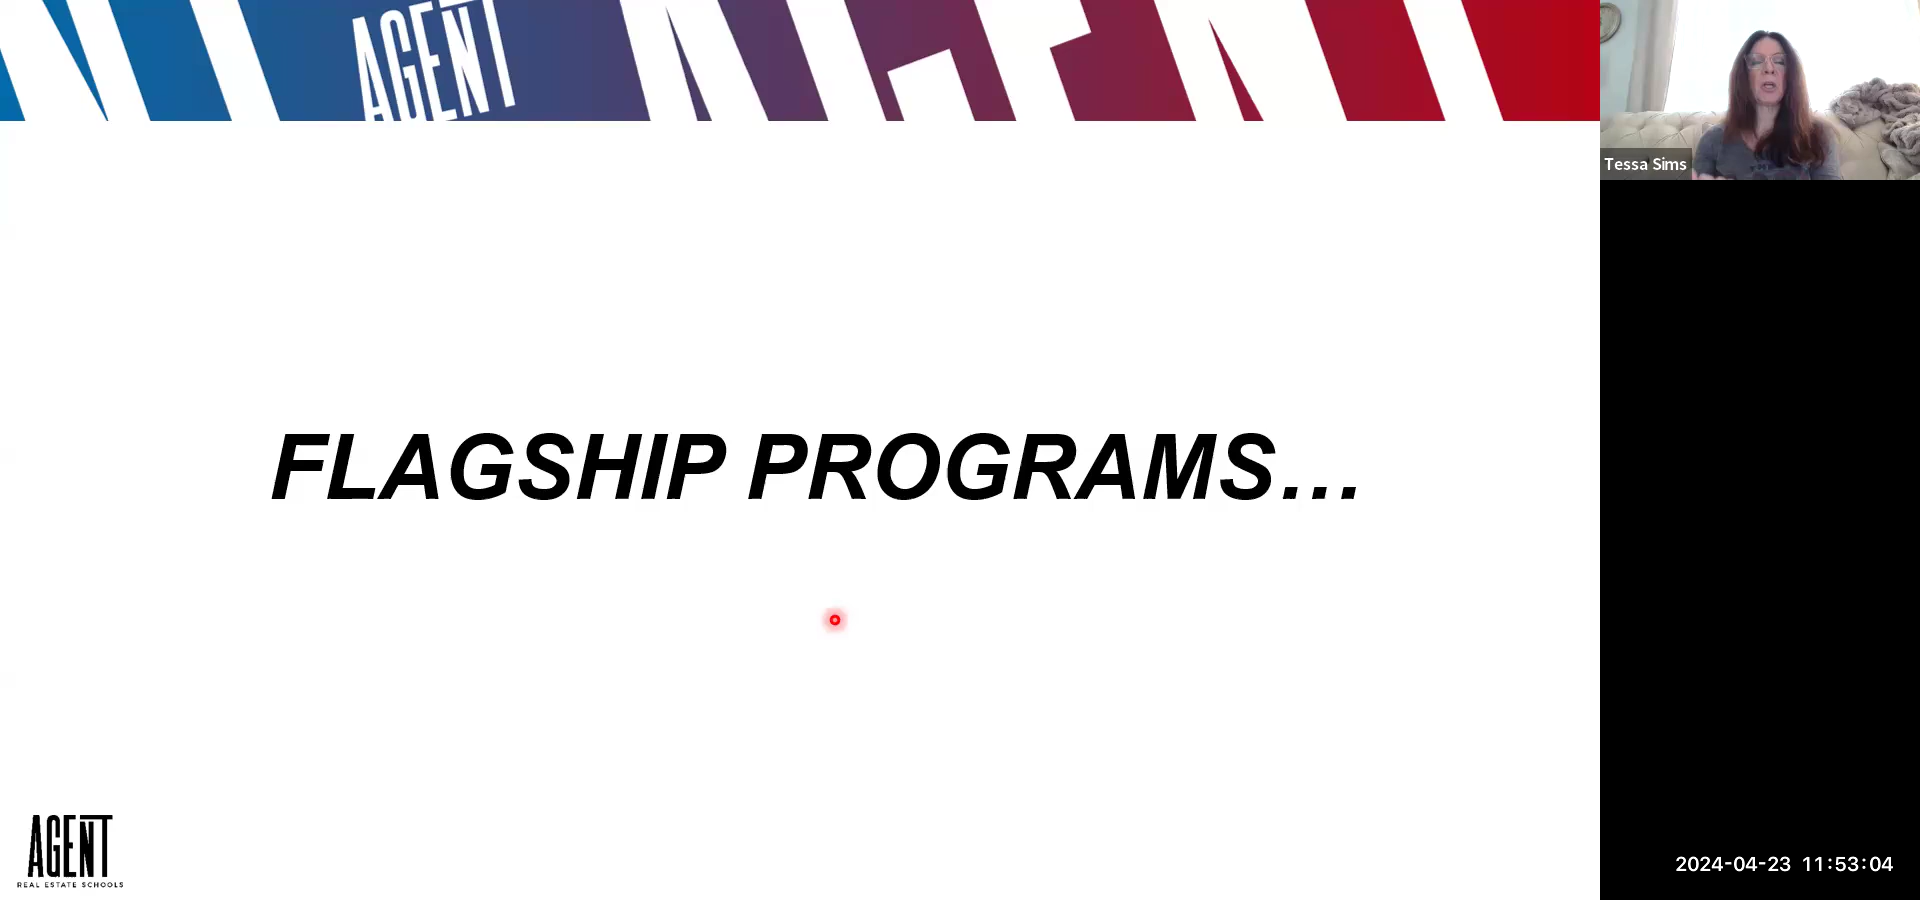 AGENT
Tessa Sims
FLAGSHIP PROGRAMS...
AGENT
REAL ESTATE SCHOOLS
2024-04-23 11:53:04